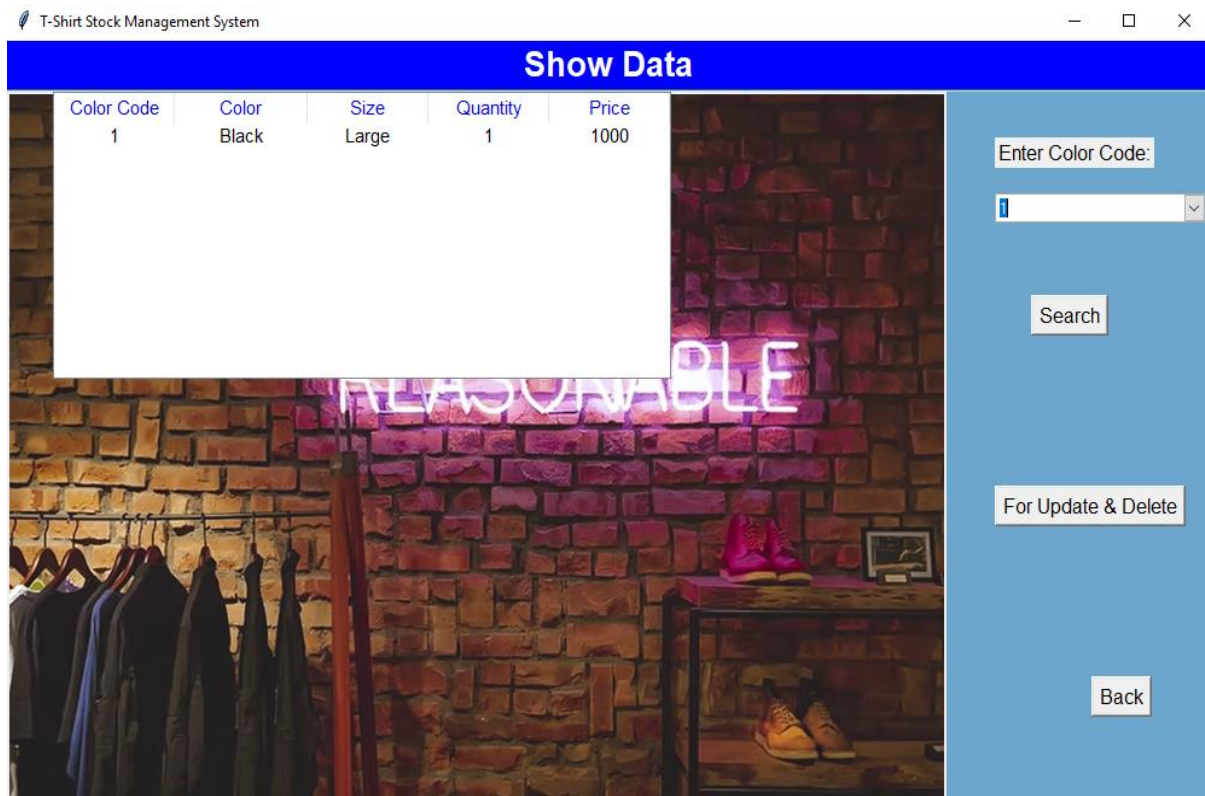 T-Shirt Stock Management System
Show Data
Color Code Color Size Quantity Price
1 Black Large 1 1000
Enter Color Code:
1
Search
REASONABLE
For Update & Delete
Back